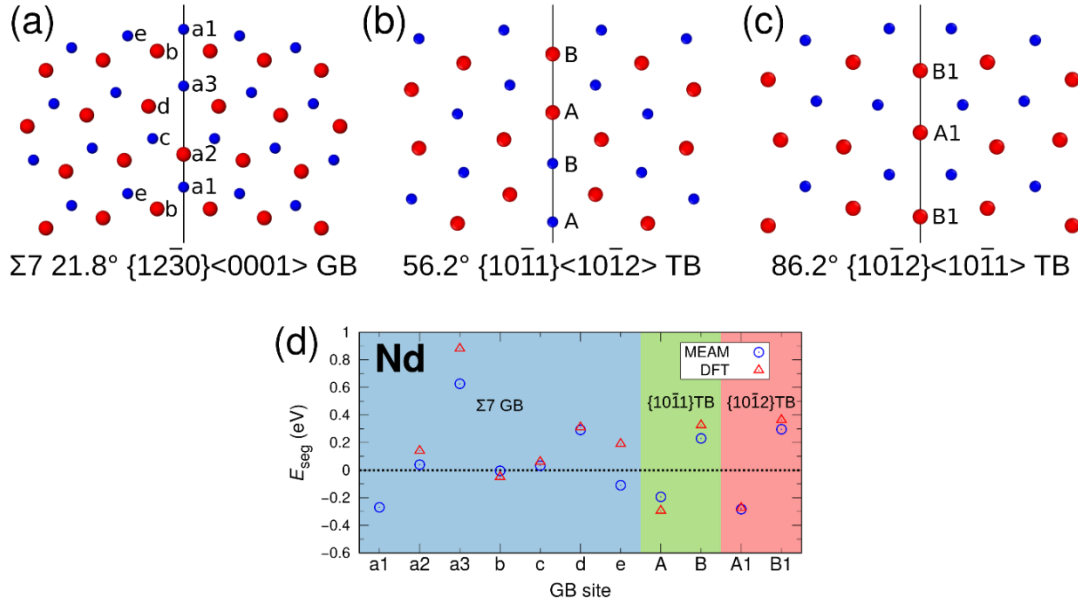 (a)
a1
e
b
a3
d
c
a2
a1
e
b
Σ7 21.8° {12̅3̅0}<0001> GB
(b)
B
A
B
A
56.2° {101̅1}<101̅2> TB
(c)
B1
A1
B1
86.2° {101̅2}<101̅1> TB
(d)
Nd
MEAM
DFT
Σ7 GB
{101̅1}TB
{101̅2}TB
E_seg (eV)
1
0.8
0.6
0.4
0.2
0
−0.2
−0.4
−0.6
a1 a2 a3 b c d e A B A1 B1
GB site